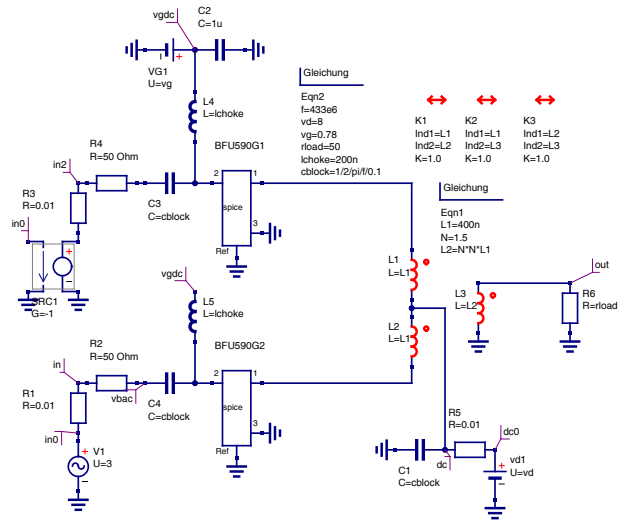 vgdc
C2
C=1u
VG1
U=vg
L4
L=lchoke
Gleichung
Eqn2
f=433e6
vd=8
vg=0.78
rload=50
lchoke=200n
cblock=1/2/pi/f/0.1
K1
Ind1=L1
Ind2=L2
K=1.0
K2
Ind1=L1
Ind2=L3
K=1.0
K3
Ind1=L2
Ind2=L3
K=1.0
R4
R=50 Ohm
BFU590G1
in2
R3
R=0.01
C3
C=cblock
2
1
spice
3
Ref
in0
SRC1
G=-1
Gleichung
Eqn1
L1=400n
N=1.5
L2=N*N*L1
L1
L=L1
L2
L=L1
L3
L=L2
out
R6
R=rload
vgdc
L5
L=lchoke
R2
R=50 Ohm
BFU590G2
in
R1
R=0.01
vbac
C4
C=cblock
2
1
spice
3
Ref
in0
V1
U=3
R5
R=0.01
dc0
dc
C1
C=cblock
vd1
U=vd